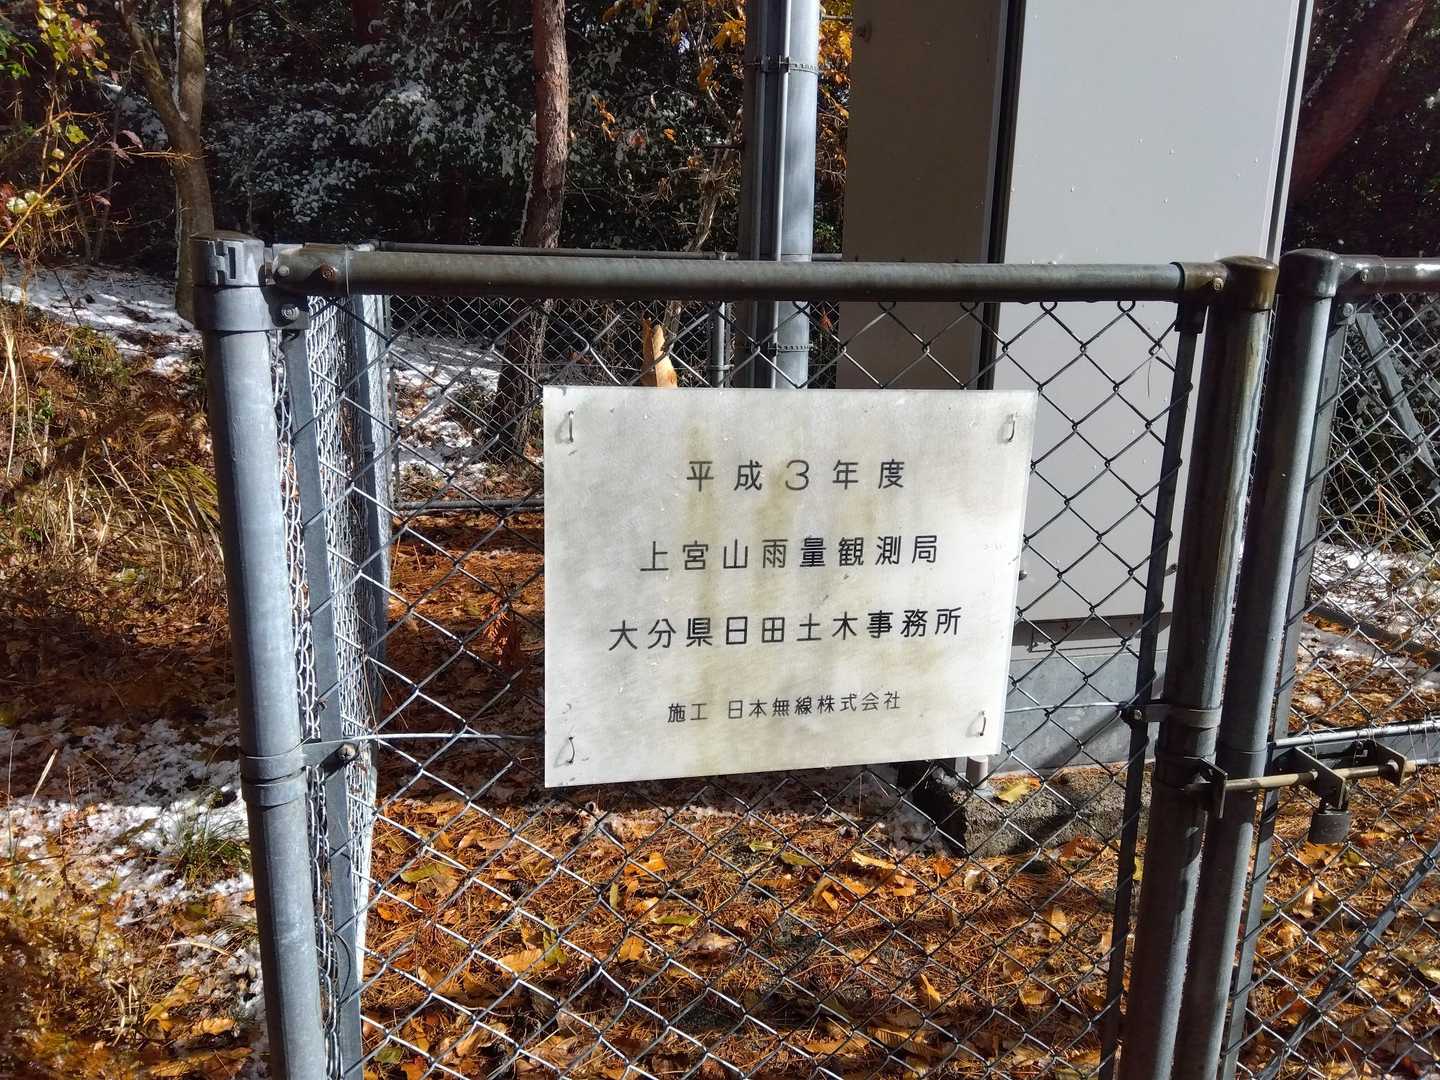 平成3年度
上宮山雨量観測局
大分県日田土木事務所
施工 日本無線株式会社